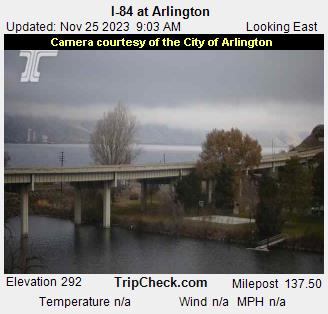 I-84 at Arlington
Updated: Nov 25 2023 9:03 AM Looking East
Camera courtesy of the City of Arlington
Elevation 292 TripCheck.com Milepost 137.50
Temperature n/a Wind n/a MPH n/a